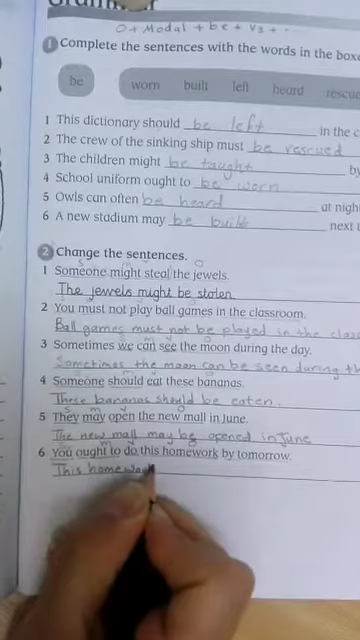 O + Modal + be + V3 + ...
1 Complete the sentences with the words in the box
be worn built left heard rescue
1 This dictionary should be left in the c
2 The crew of the sinking ship must be rescued
3 The children might be taught by
4 School uniform ought to be worn
5 Owls can often be heard at nigh
6 A new stadium may be built next t
2 Change the sentences.
S m v O
1 Someone might steal the jewels.
The jewels might be stolen
2 You must not play ball games in the classroom.
Ball games must not be played in the class
3 Sometimes we can see the moon during the day.
Sometimes the moon can be seen during th
4 Someone should eat these bananas.
These bananas should be eaten.
S m v O
5 They may open the new mall in June.
The new mall may be opened in June
6 You ought to do this homework by tomorrow.
This homewo